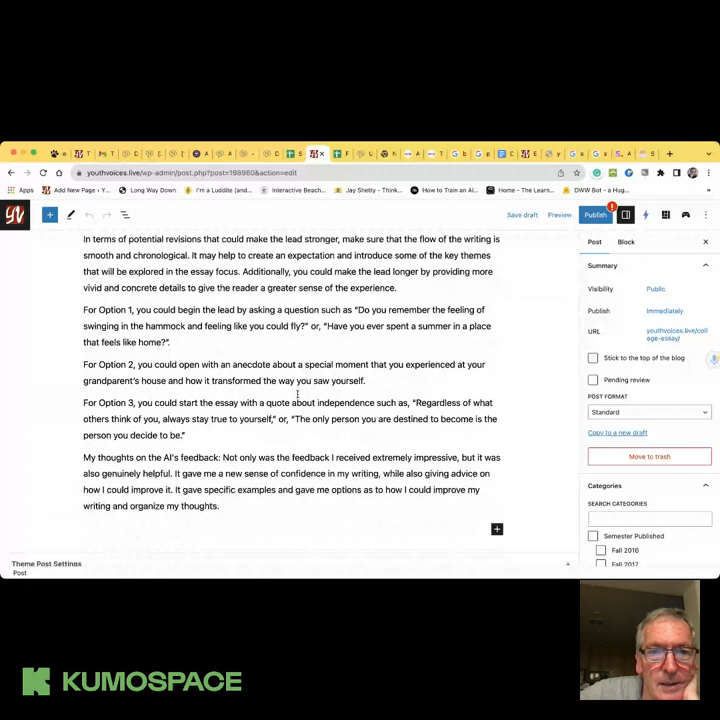 youthvoices.live/wp-admin/post.php?post=198960&action=edit
Apps
Add New Page ‹ Y...
Long Way Down
I'm a Luddite (and...
Interactive Beach...
Jay Shetty - Thinki...
How to Train an AI...
Home - The Learn...
DWW Bot - a Hug...
yv
Save draft
Preview
Publish
!
In terms of potential revisions that could make the lead stronger, make sure that the flow of the writing is
smooth and chronological. It may help to create an expectation and introduce some of the key themes
that will be explored in the essay focus. Additionally, you could make the lead longer by providing more
vivid and concrete details to give the reader a greater sense of the experience.
For Option 1, you could begin the lead by asking a question such as “Do you remember the feeling of
swinging in the hammock and feeling like you could fly?” or, “Have you ever spent a summer in a place
that feels like home?”.
For Option 2, you could open with an anecdote about a special moment that you experienced at your
grandparent’s house and how it transformed the way you saw yourself.
For Option 3, you could start the essay with a quote about independence such as, “Regardless of what
others think of you, always stay true to yourself,” or, “The only person you are destined to become is the
person you decide to be.”
My thoughts on the AI’s feedback: Not only was the feedback I received extremely impressive, but it was
also genuinely helpful. It gave me a new sense of confidence in my writing, while also giving advice on
how I could improve it. It gave specific examples and gave me options as to how I could improve my
writing and organize my thoughts.
Theme Post Settings
Post
Post
Block
Summary
Visibility
Public
Publish
Immediately
URL
youthvoices.live/coll
ege-essay/
Stick to the top of the blog
Pending review
POST FORMAT
Standard
Copy to a new draft
Move to trash
Categories
SEARCH CATEGORIES
Semester Published
Fall 2016
Fall 2017
KUMOSPACE